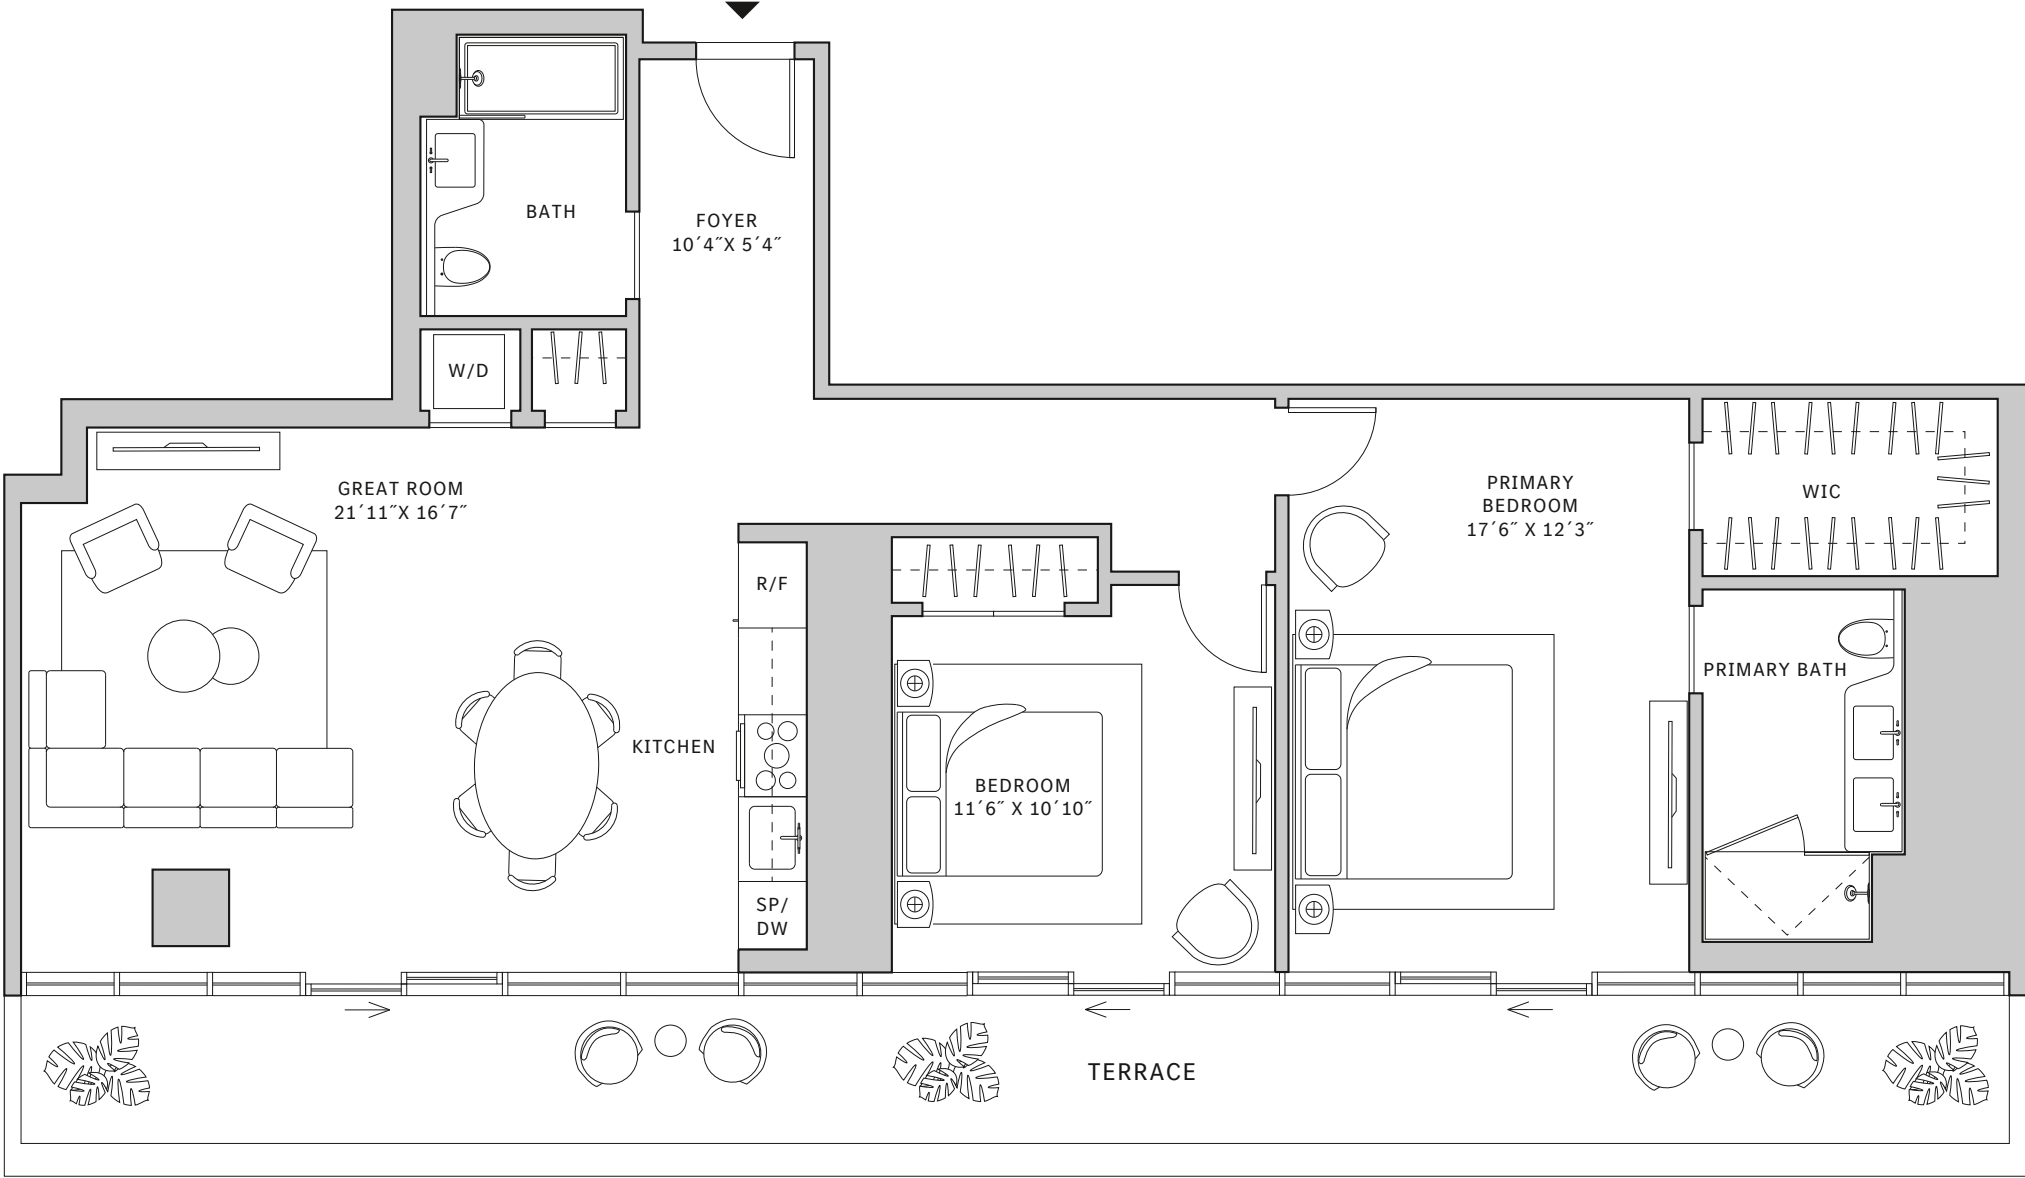 BATH
FOYER
10´4˝X 5´4˝
W/D
GREAT ROOM
21´11˝X 16´7˝
PRIMARY
BEDROOM
17´6˝ X 12´3˝
WIC
R/F
PRIMARY BATH
KITCHEN
BEDROOM
11´6˝ X 10´10˝
SP/
DW
TERRACE